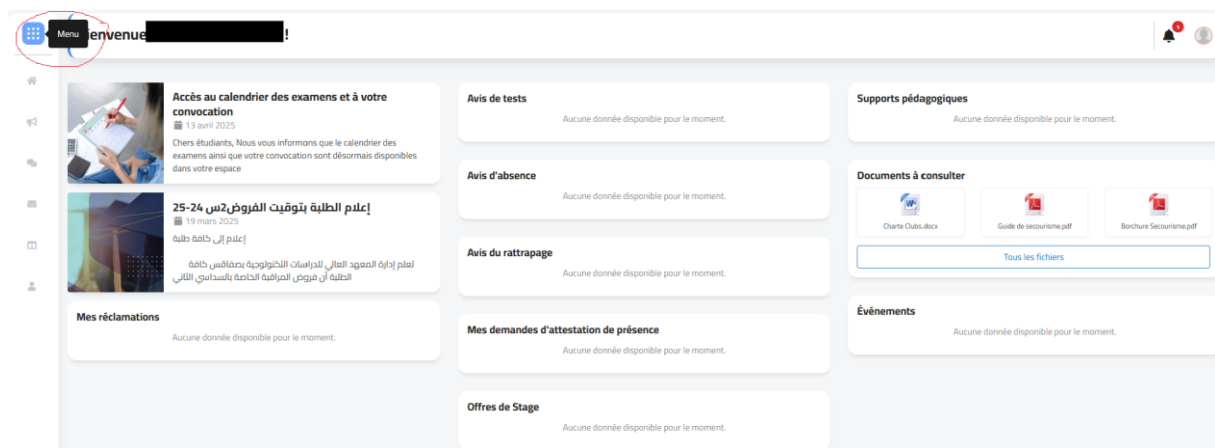 Menu
ienvenue !
1
Accès au calendrier des examens et à votre
convocation
13 avril 2025
Chers étudiants, Nous vous informons que le calendrier des
examens ainsi que votre convocation sont désormais disponibles
dans votre espace
إعلام الطلبة بتوقيت الفروض2س 24-25
19 mars 2025
إعلام إلى كافة طلبة
تعلم إدارة المعهد العالي للدراسات التكنولوجية بصفاقس كافة
الطلبة أن فروض المراقبة الخاصة بالسداسي الثاني
Mes réclamations
Aucune donnée disponible pour le moment.
Avis de tests
Aucune donnée disponible pour le moment.
Avis d'absence
Aucune donnée disponible pour le moment.
Avis du rattrapage
Aucune donnée disponible pour le moment.
Mes demandes d'attestation de présence
Aucune donnée disponible pour le moment.
Offres de Stage
Aucune donnée disponible pour le moment.
Supports pédagogiques
Aucune donnée disponible pour le moment.
Documents à consulter
Charte Clubs.docx
Guide de secourisme.pdf
Borchure Secourisme.pdf
Tous les fichiers
Événements
Aucune donnée disponible pour le moment.